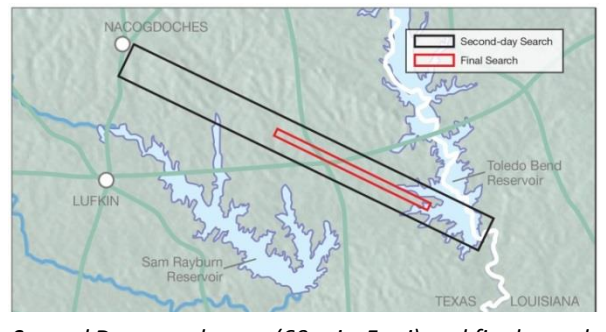 NACOGDOCHES
Second-day Search
Final Search
Toledo Bend
Reservoir
LUFKIN
Sam Rayburn
Reservoir
TEXAS
LOUISIANA